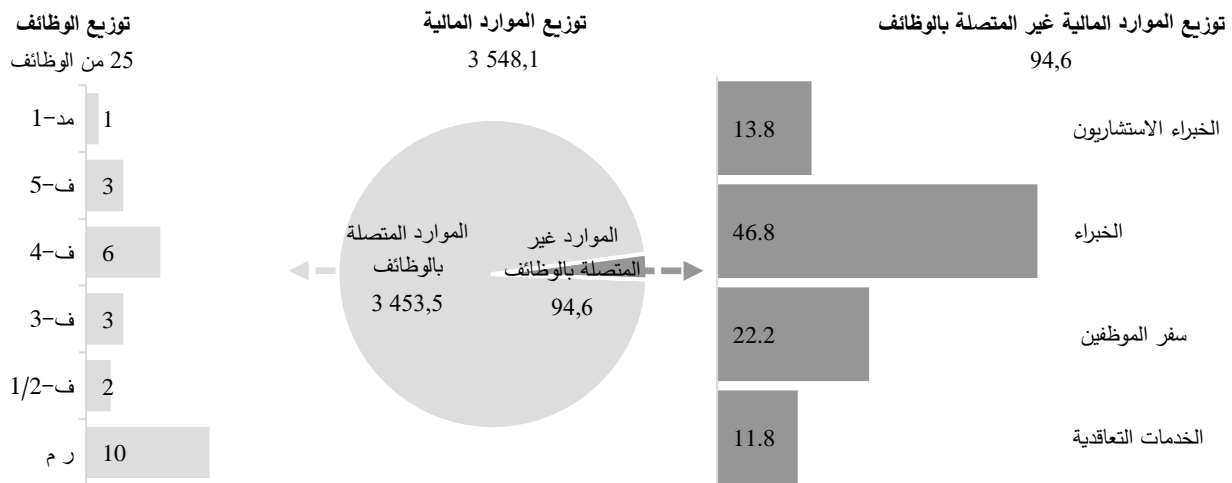 توزيع الموارد المالية غير المتصلة بالوظائف
94,6
الخبراء الاستشاريون
13.8
الخبراء
46.8
سفر الموظفين
22.2
الخدمات التعاقدية
11.8
توزيع الموارد المالية
3 548,1
الموارد غير
المتصلة بالوظائف
94,6
الموارد المتصلة
بالوظائف
3 453,5
توزيع الوظائف
25 من الوظائف
مد-1
1
ف-5
3
ف-4
6
ف-3
3
ف-2/1
2
ر م
10